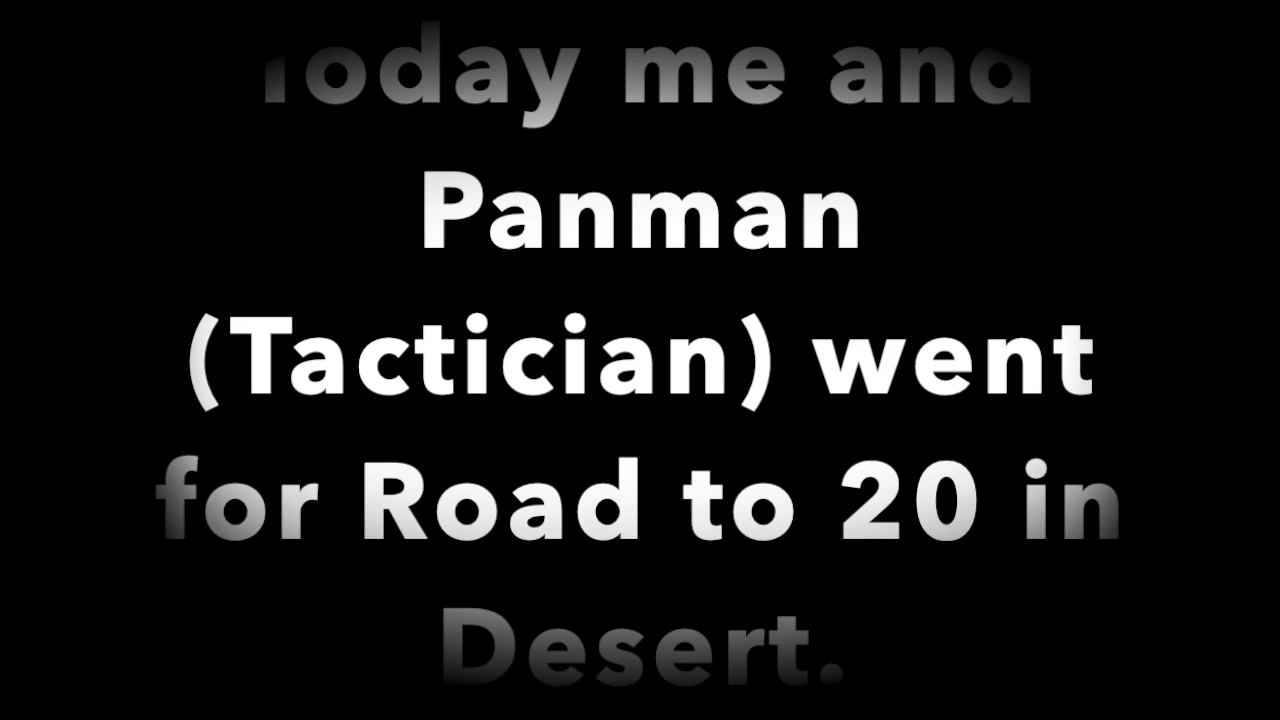 Today me and
Panman
(Tactician) went
for Road to 20 in
Desert.